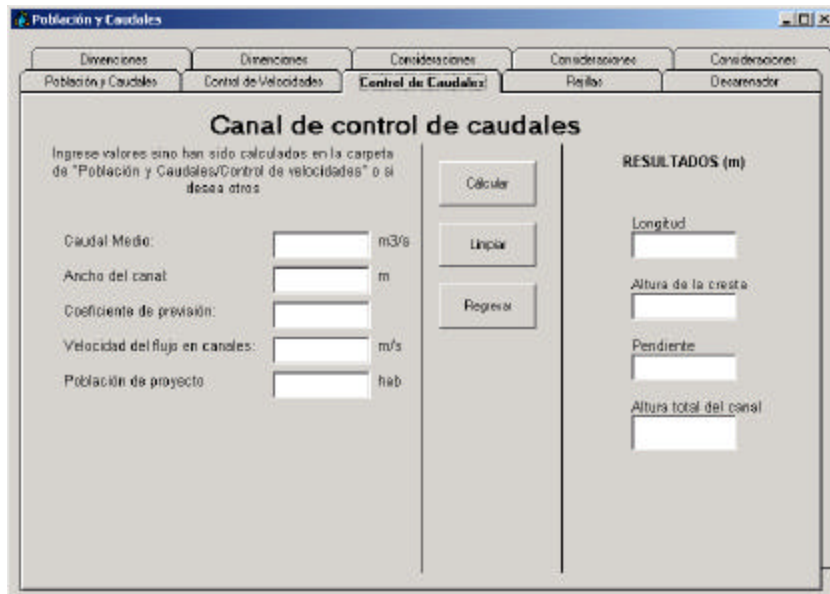 Población y Caudales
Dimenciones
Dimenciones
Consideraciones
Consideraciones
Consideraciones
Población y Caudales
Control de Velocidades
Control de Caudales
Rejillas
Desarenador
Canal de control de caudales
Ingrese valores sino han sido calculados en la carpeta
de "Población y Caudales/Control de velocidades" o si
desea otros
Caudal Medio:
m3/s
Ancho del canal:
m
Coeficiente de previsión:
Velocidad del flujo en canales:
m/s
Población de proyecto
hab
Cálcular
Limpiar
Regresar
RESULTADOS (m)
Longitud
Altura de la cresta
Pendiente
Altura total del canal